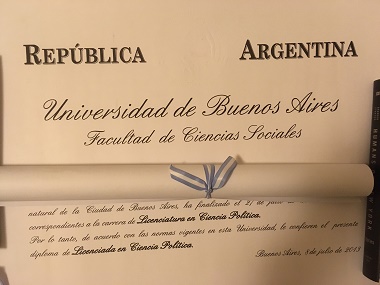 REPÚBLICA ARGENTINA
Universidad de Buenos Aires
Facultad de Ciencias Sociales
natural de la Ciudad de Buenos Aires, ha finalizado el 27 de julio
correspondientes a la carrera de Licenciatura en Ciencia Política.
Por lo tanto, de acuerdo con las normas vigentes en esta Universidad, le confieren el presente
diploma de Licenciada en Ciencia Política.
Buenos Aires, 8 de julio de 2013